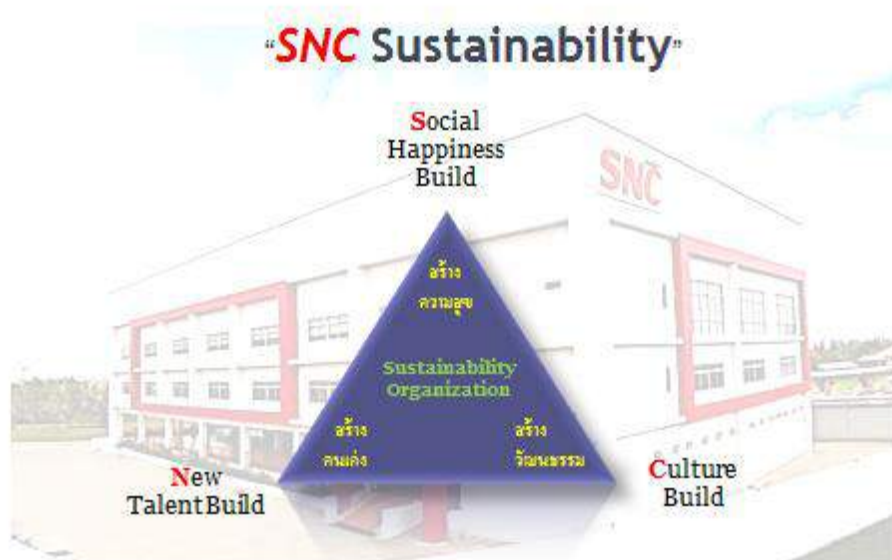 “SNC Sustainability”
Social
Happiness
Build
SNC
สร้าง
ความสุข
Sustainability
Organization
สร้าง
คนเก่ง
สร้าง
วัฒนธรรม
New
Talent Build
Culture
Build